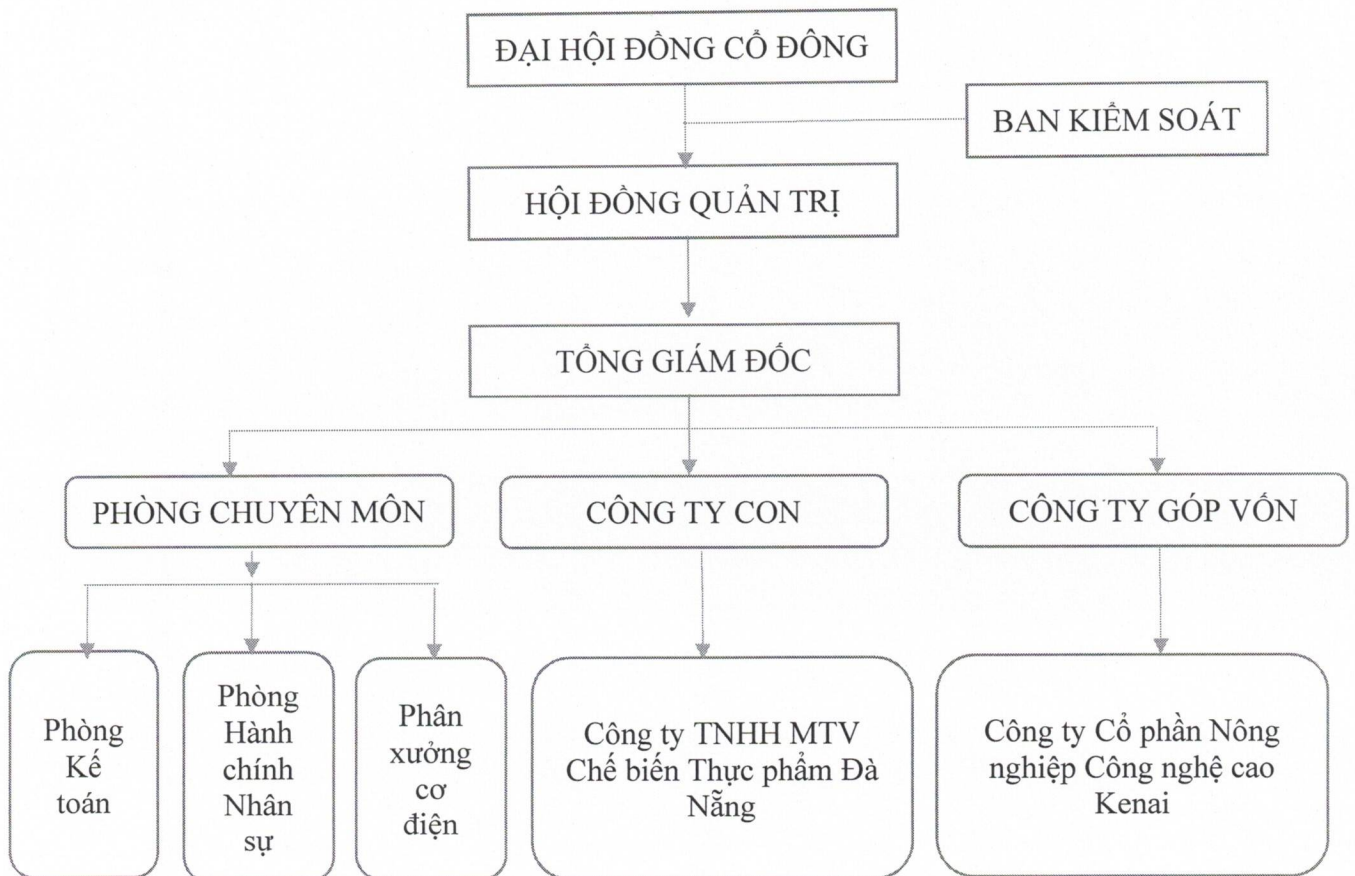 ĐẠI HỘI ĐỒNG CỔ ĐÔNG
BAN KIỂM SOÁT
HỘI ĐỒNG QUẢN TRỊ
TỔNG GIÁM ĐỐC
PHÒNG CHUYÊN MÔN
CÔNG TY CON
CÔNG TY GÓP VỐN
Phòng
Kế
toán
Phòng
Hành
chính
Nhân
sự
Phân
xưởng
cơ
điện
Công ty TNHH MTV
Chế biến Thực phẩm Đà
Nẵng
Công ty Cổ phần Nông
nghiệp Công nghệ cao
Kenai